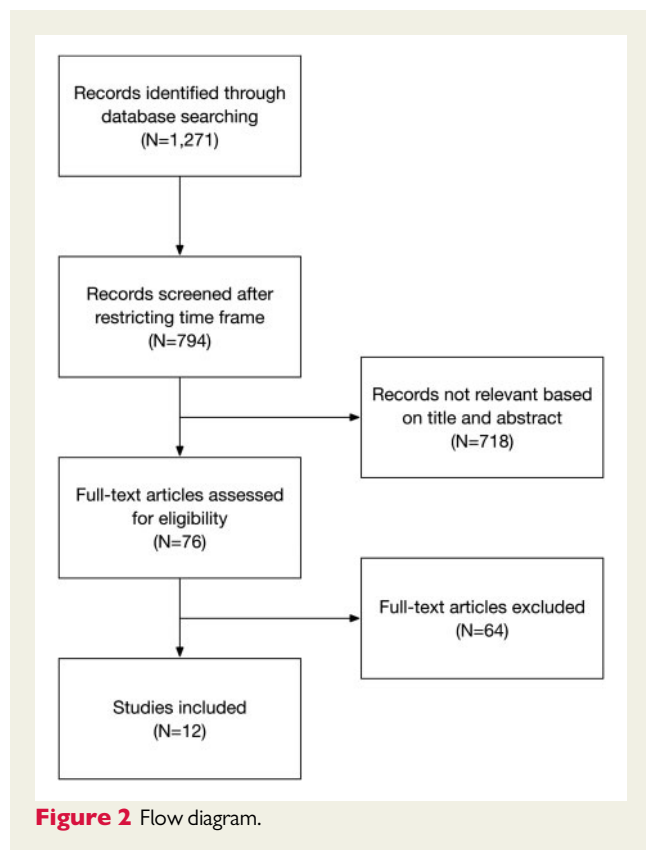 Records identified through
database searching
(N=1,271)
Records screened after
restricting time frame
(N=794)
Records not relevant based
on title and abstract
(N=718)
Full-text articles assessed
for eligibility
(N=76)
Full-text articles excluded
(N=64)
Studies included
(N=12)
Figure 2 Flow diagram.